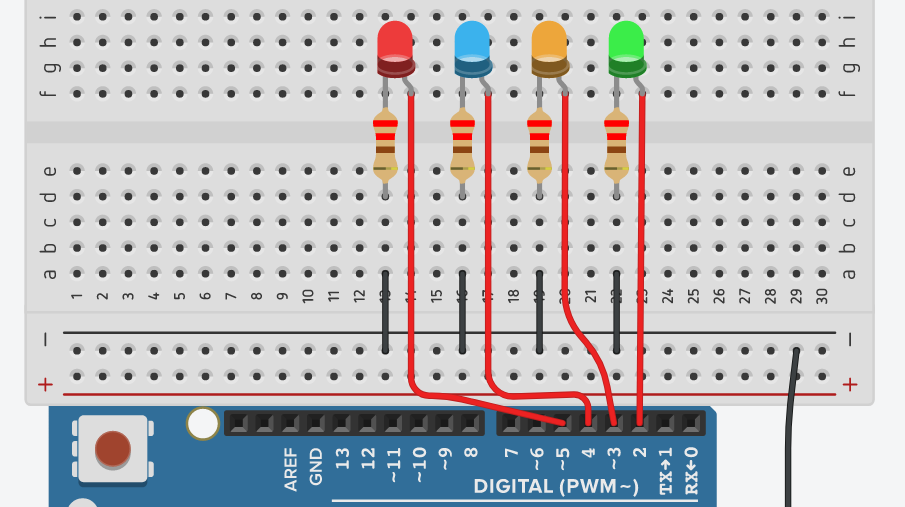 i i
h h
g g
f f
e e
d d
c c
b b
a a
1 2 3 4 5 6 7 8 9 10 11 12 13 14 15 16 17 18 19 20 21 22 23 24 25 26 27 28 29 30
− −
+ +
AREF GND 13 12 ~11 ~10 ~9 8 7 ~6 ~5 4 ~3 2 TX→1 RX←0
DIGITAL (PWM~)